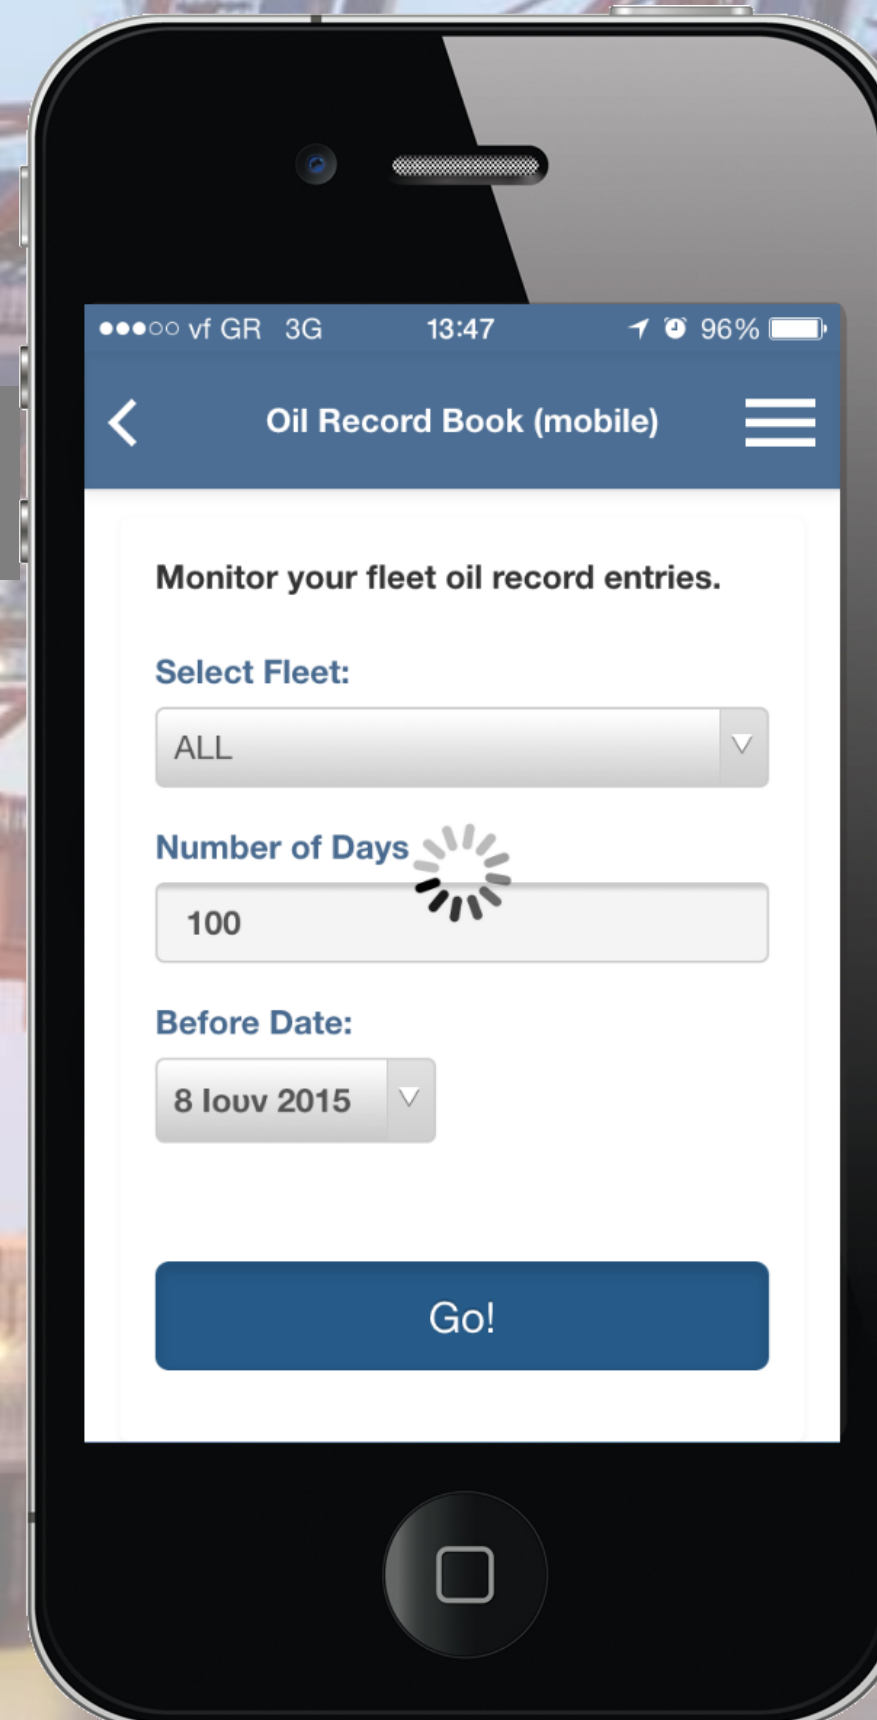 vf GR 3G 13:47 96%
Oil Record Book (mobile)
Monitor your fleet oil record entries.
Select Fleet:
ALL
Number of Days
100
Before Date:
8 Ιουν 2015
Go!